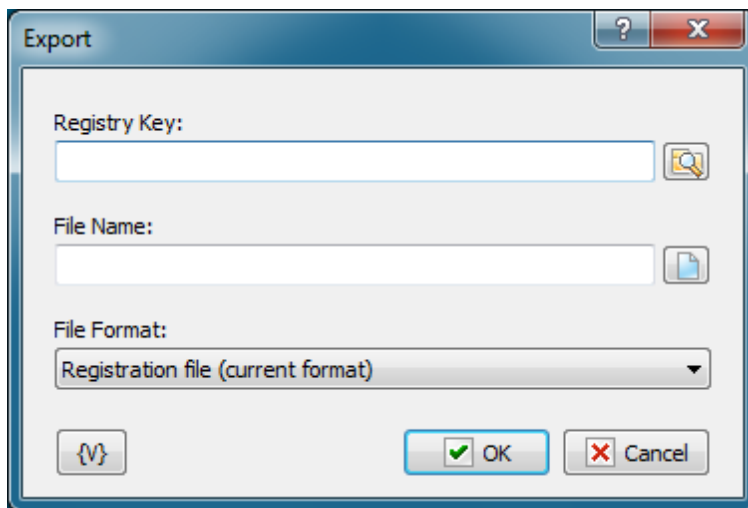 Export
?
Registry Key:
File Name:
File Format:
Registration file (current format)
{V}
OK
Cancel